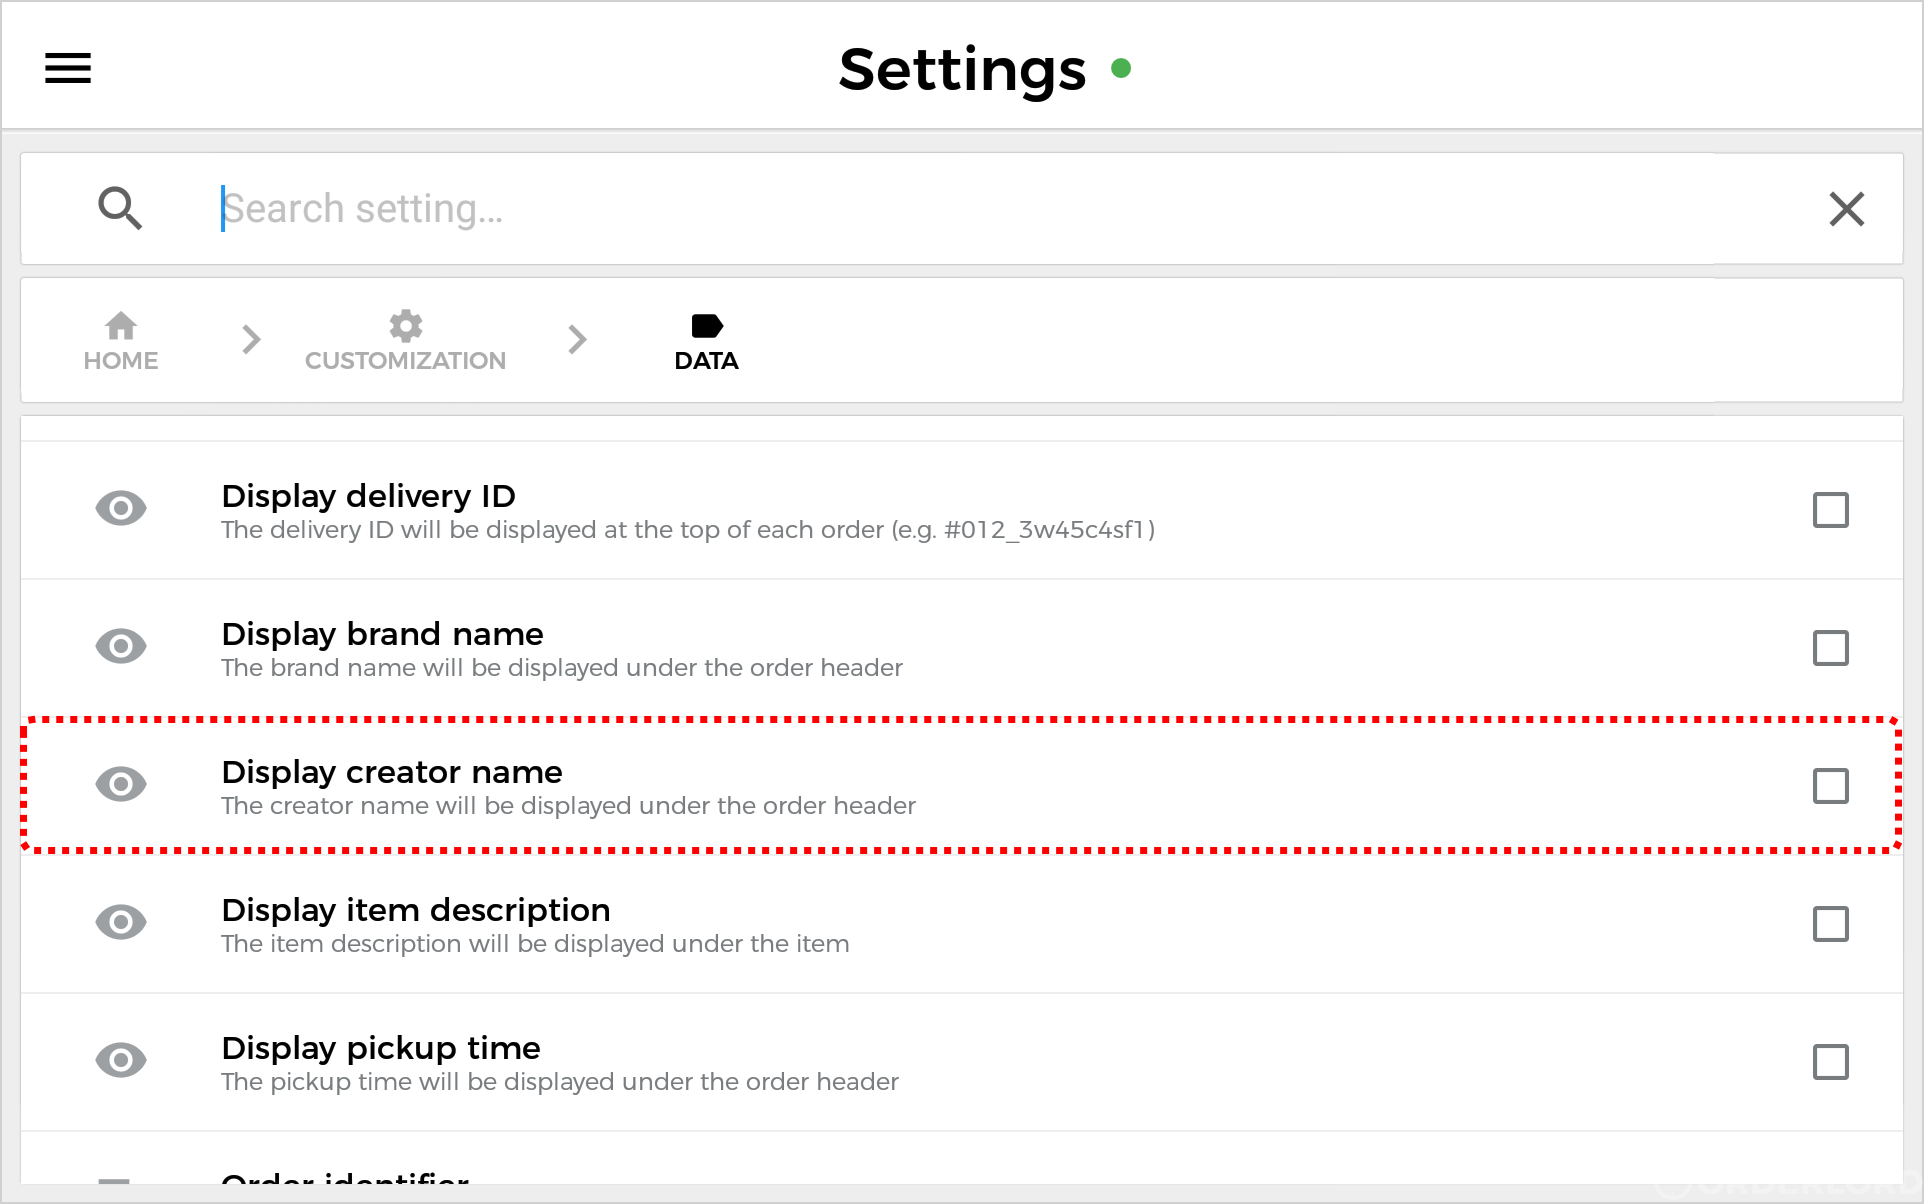 Settings
Search setting...
HOME
CUSTOMIZATION
DATA
Display delivery ID
The delivery ID will be displayed at the top of each order (e.g. #012_3w45c4sf1)
Display brand name
The brand name will be displayed under the order header
Display creator name
The creator name will be displayed under the order header
Display item description
The item description will be displayed under the item
Display pickup time
The pickup time will be displayed under the order header
Order identifier